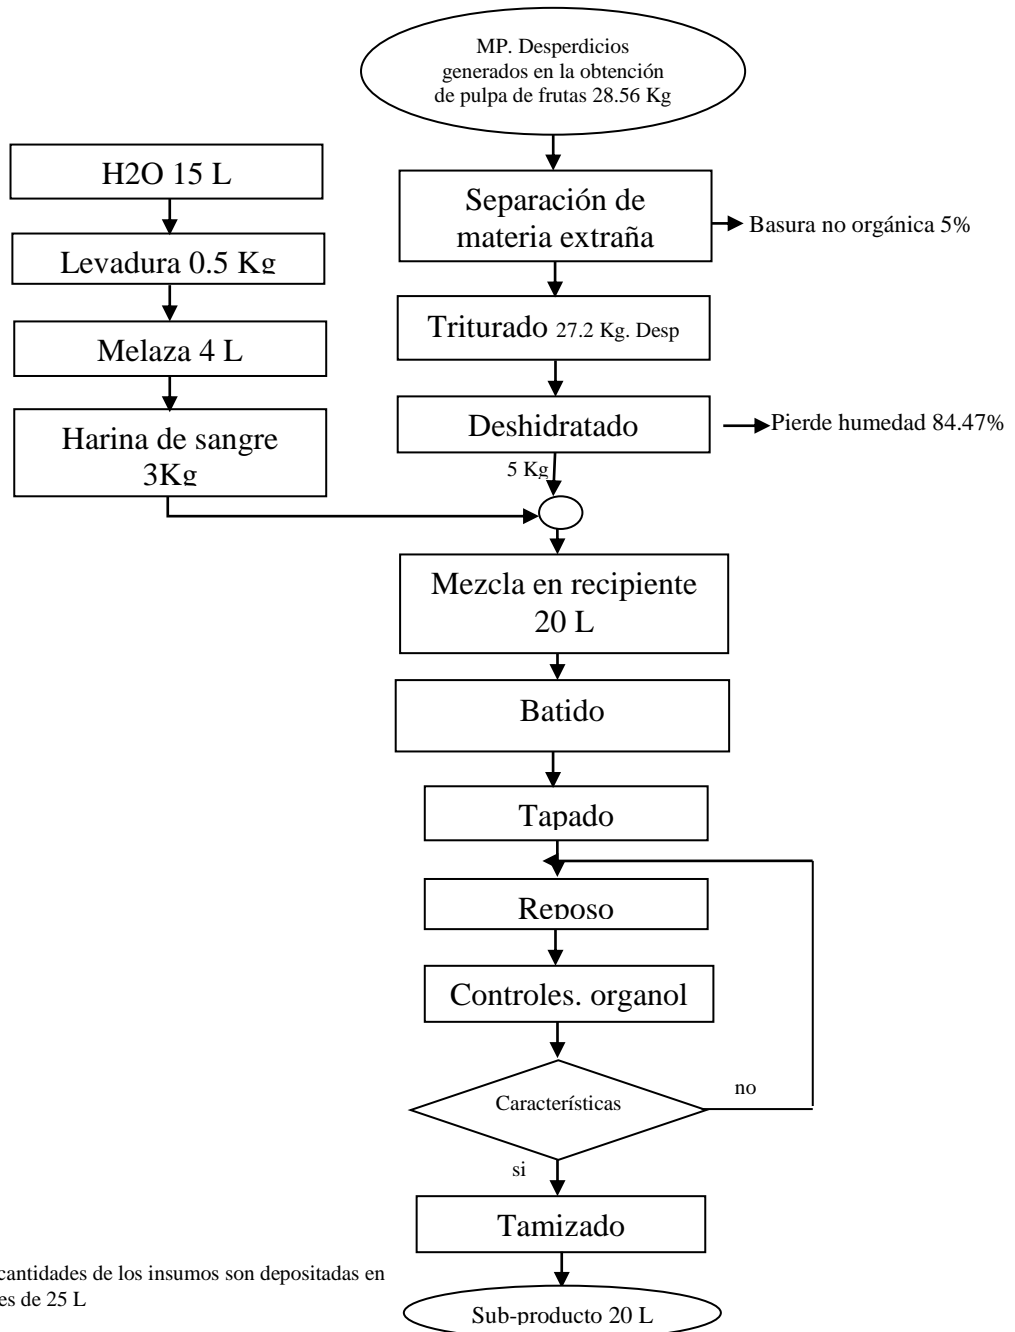 MP. Desperdicios
generados en la obtención
de pulpa de frutas 28.56 Kg
H2O 15 L
Levadura 0.5 Kg
Melaza 4 L
Harina de sangre
3Kg
Separación de
materia extraña
Basura no orgánica 5%
Triturado 27.2 Kg. Desp
Deshidratado
Pierde humedad 84.47%
5 Kg
Mezcla en recipiente
20 L
Batido
Tapado
Reposo
Controles. organol
Características
no
si
Tamizado
cantidades de los insumos son depositadas en
es de 25 L
Sub-producto 20 L